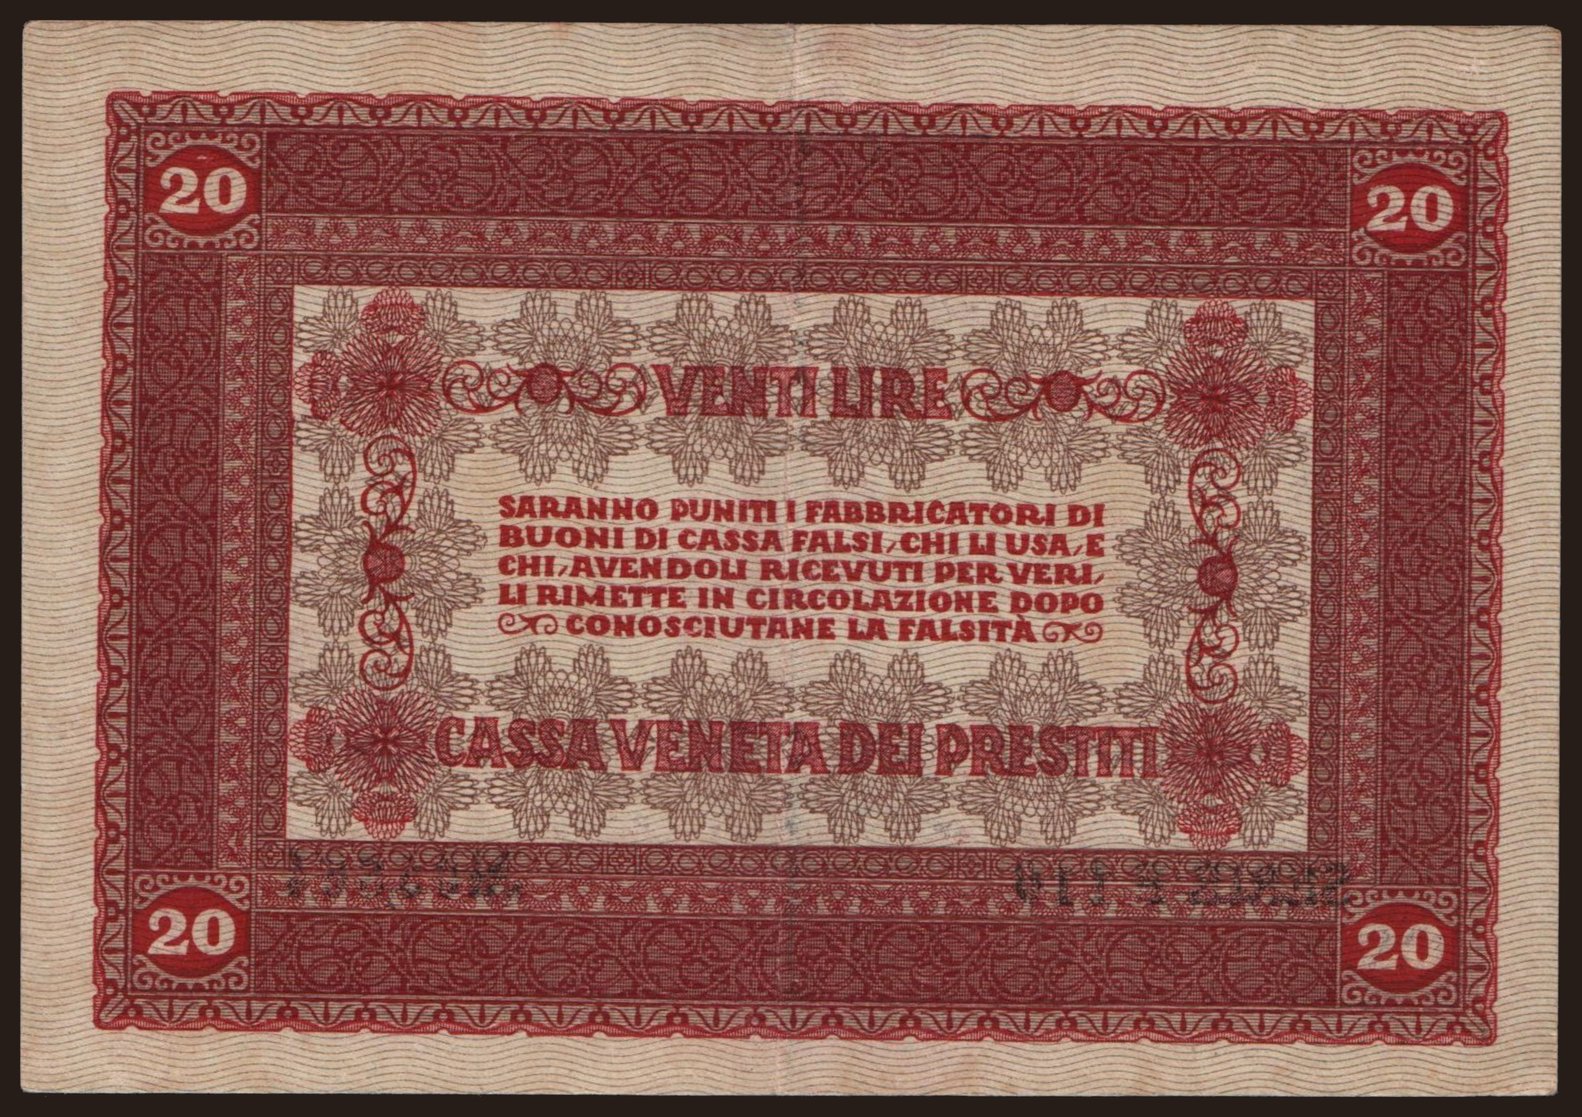 20
20
VENTI LIRE
SARANNO PUNITI I FABBRICATORI DI
BUONI DI CASSA FALSI, CHI LI USA, E
CHI, AVENDOLI RICEVUTI PER VERI,
LI RIMETTE IN CIRCOLAZIONE DOPO
CONOSCIUTANE LA FALSITÀ
CASSA VENETA DEI PRESTITI
20
20